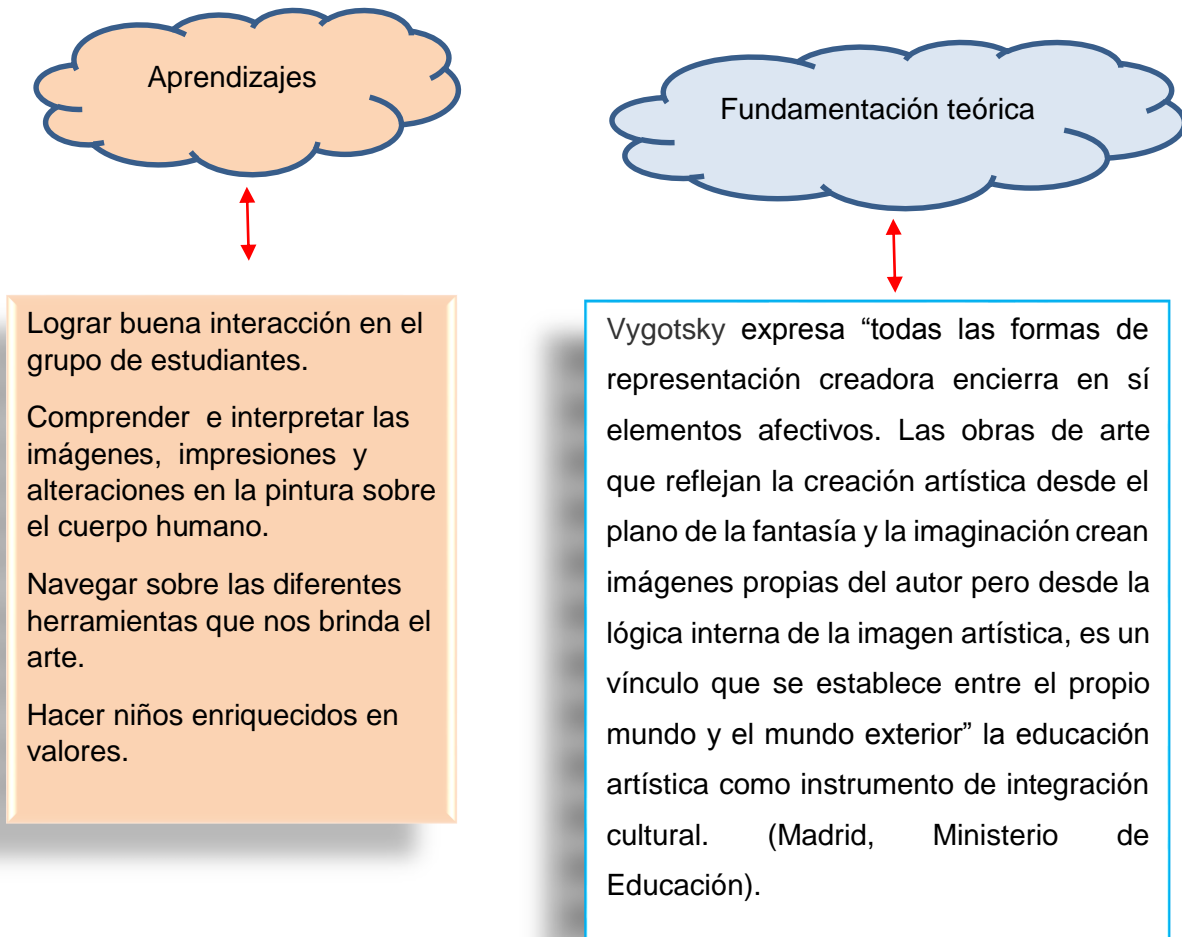 Aprendizajes
Lograr buena interacción en el
grupo de estudiantes.
Comprender e interpretar las
imágenes, impresiones y
alteraciones en la pintura sobre
el cuerpo humano.
Navegar sobre las diferentes
herramientas que nos brinda el
arte.
Hacer niños enriquecidos en
valores.
Fundamentación teórica
Vygotsky expresa “todas las formas de
representación creadora encierra en sí
elementos afectivos. Las obras de arte
que reflejan la creación artística desde el
plano de la fantasía y la imaginación crean
imágenes propias del autor pero desde la
lógica interna de la imagen artística, es un
vínculo que se establece entre el propio
mundo y el mundo exterior” la educación
artística como instrumento de integración
cultural. (Madrid, Ministerio de
Educación).